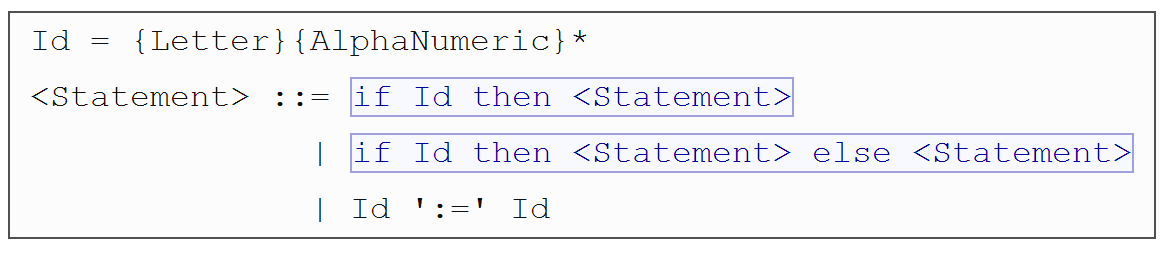 Id = {Letter}{AlphaNumeric}*
<Statement> ::= if Id then <Statement>
| if Id then <Statement> else <Statement>
| Id ':=' Id